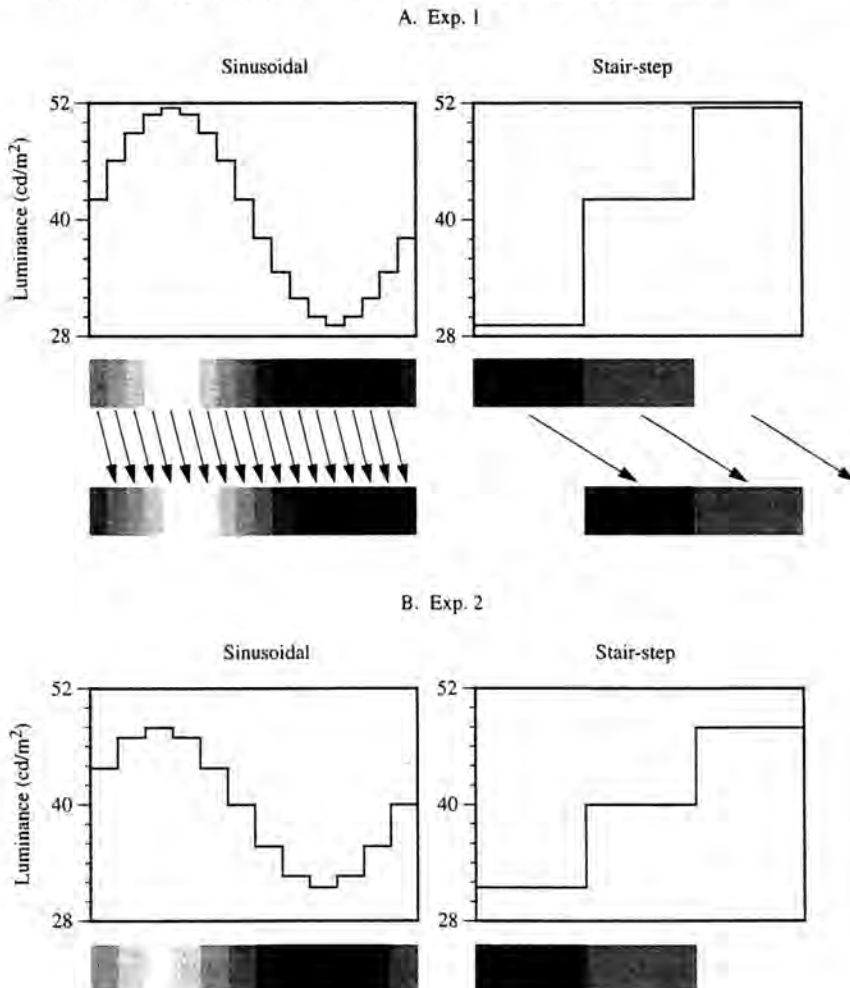 A. Exp. 1
Sinusoidal
Stair-step
52
40
28
Luminance (cd/m²)
52
40
28
B. Exp. 2
Sinusoidal
Stair-step
52
40
28
Luminance (cd/m²)
52
40
28